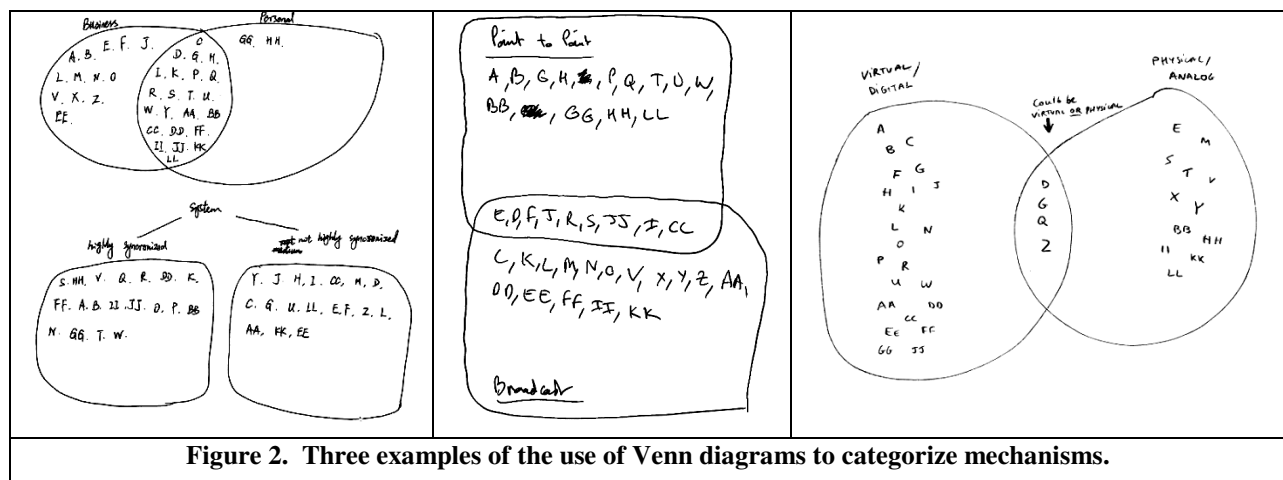 Business
E. F. J.
A. B.
L. M. N. O
V. X. Z.
EE.
D. G. H.
I. K. P. Q
R. S. T. U.
W. Y. AA. BB
CC. DD. FF.
II. JJ. KK
LL
Personal
GG. HH.
System
highly syncronized
S. HH. V. Q. R. DD. K.
FF. A. B. II. JJ. O. P. BB
N. GG. T. W.
not highly syncronized
Y. J. H. I. CC. M. D.
C. G. U. LL. E. F. Z. L.
AA. KK. EE
Point to Point
A, B, G, H, P, Q, T, U, W,
BB, GG, HH, LL
E, D, F, J, R, S, JJ, I, CC
C, K, L, M, N, O, V, X, Y, Z, AA,
DD, EE, FF, II, KK
Broadcast
VIRTUAL/
DIGITAL
A
B C
F G
H I J
K
L N
O
P R
U W
AA DD
CC
EE FF
GG JJ
Could be
VIRTUAL OR PHYSICAL
D
G
Q
Z
PHYSICAL/
ANALOG
E M
S T V
X Y
BB HH
II KK
LL
Figure 2. Three examples of the use of Venn diagrams to categorize mechanisms.